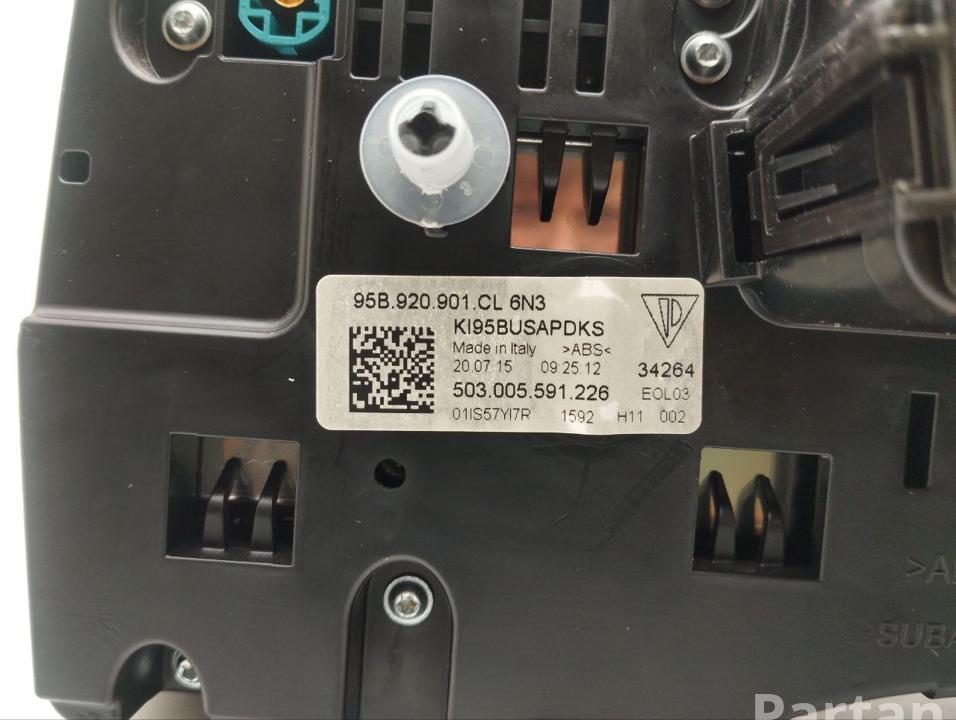 95B.920.901.CL 6N3
KI95BUSAPDKS
Made in Italy >ABS<
20.07.15 09:25:12 34264
503.005.591.226 EOL03
01IS57YI7R 1592 H11 002
Partan